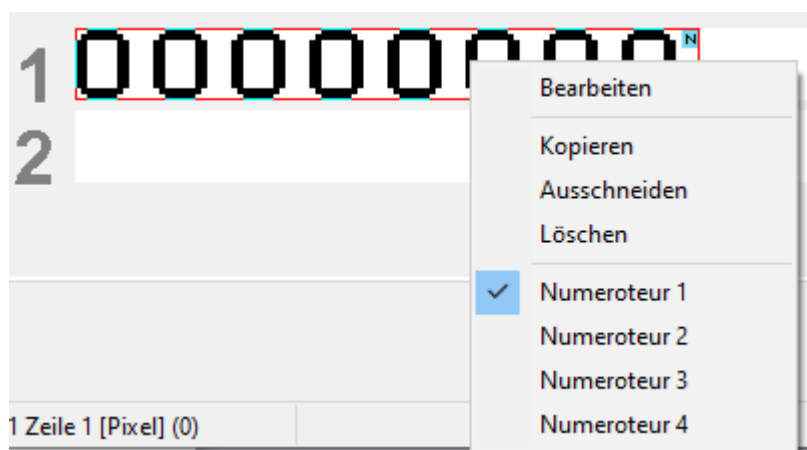 1 00000000 N
2
Bearbeiten
Kopieren
Ausschneiden
Löschen
Numeroteur 1
Numeroteur 2
Numeroteur 3
Numeroteur 4
1 Zeile 1 [Pixel] (0)